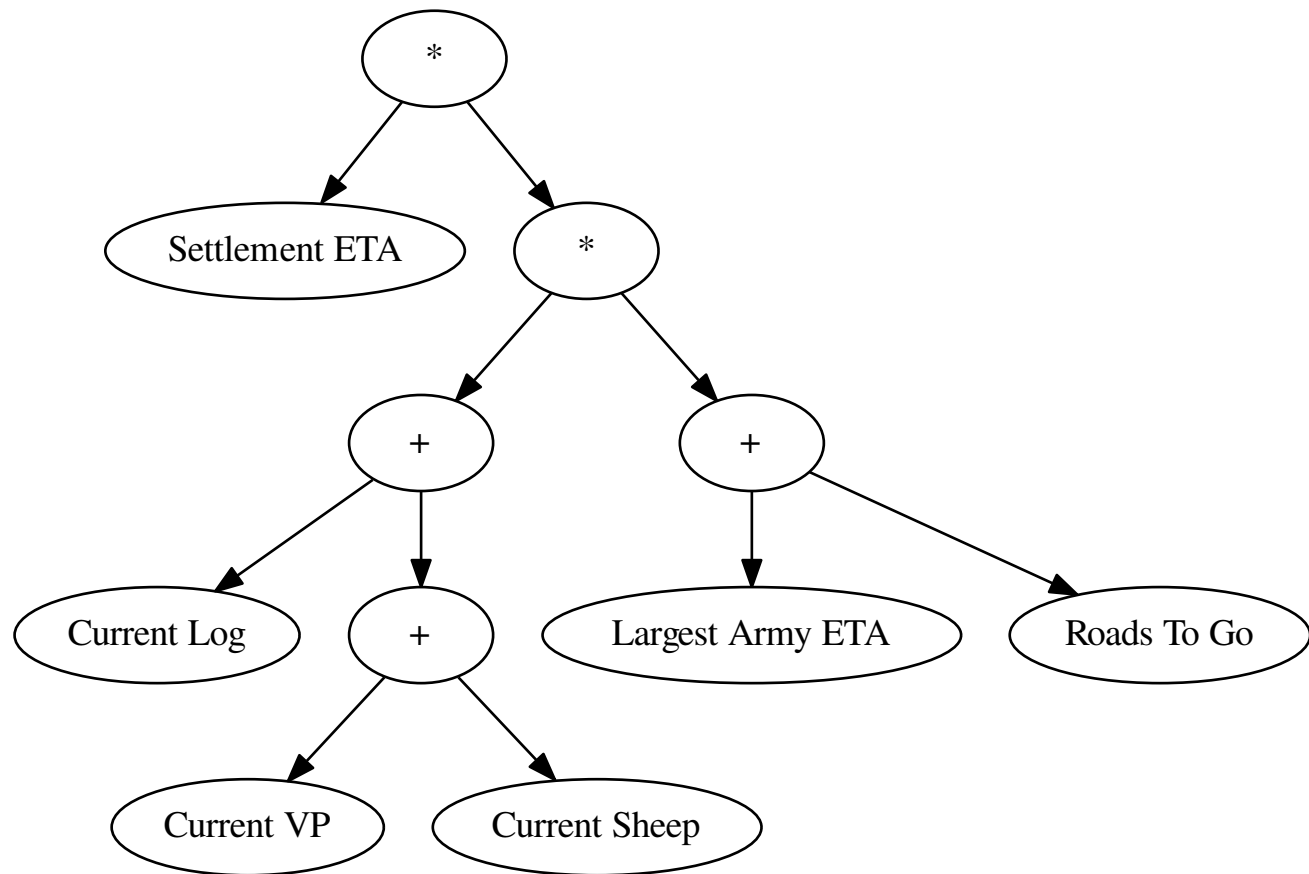 *
Settlement ETA
*
+
+
Current Log
+
Largest Army ETA
Roads To Go
Current VP
Current Sheep